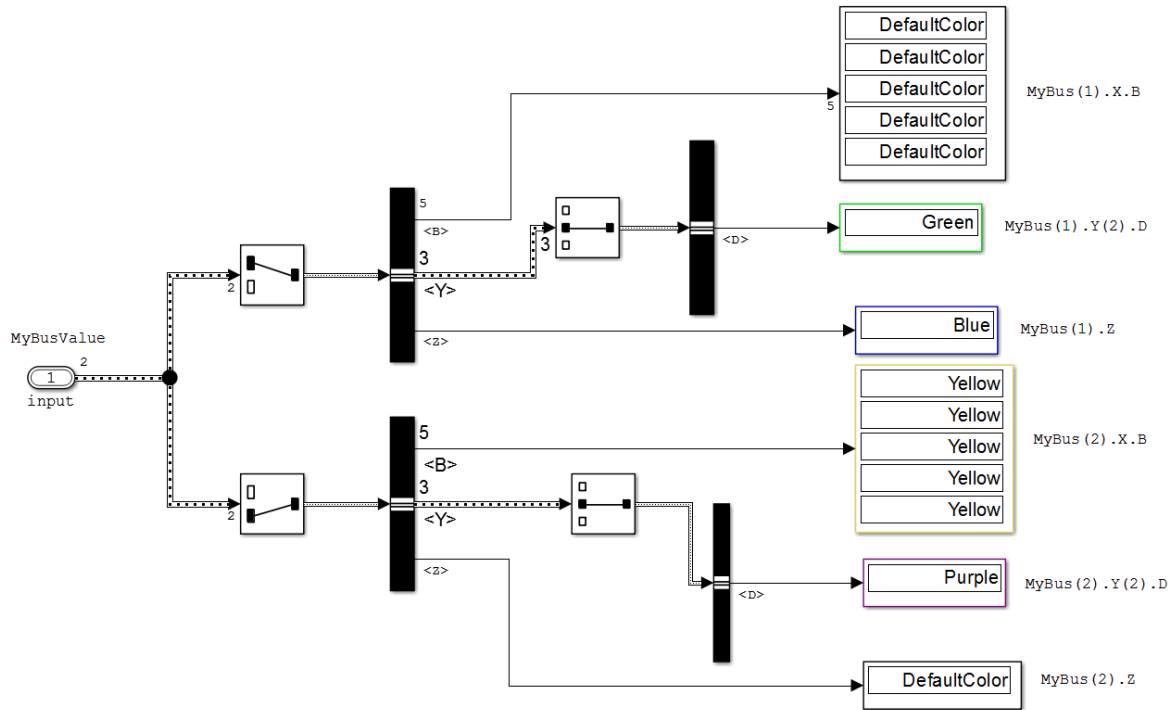 DefaultColor
DefaultColor
DefaultColor
DefaultColor
DefaultColor
5
MyBus(1).X.B
5
<B>
3
<Y>
<Z>
2
3
<D>
Green
MyBus(1).Y(2).D
Blue
MyBus(1).Z
MyBusValue
2
1
input
Yellow
Yellow
Yellow
Yellow
Yellow
MyBus(2).X.B
2
5
<B>
3
<Y>
<Z>
<D>
Purple
MyBus(2).Y(2).D
DefaultColor
MyBus(2).Z